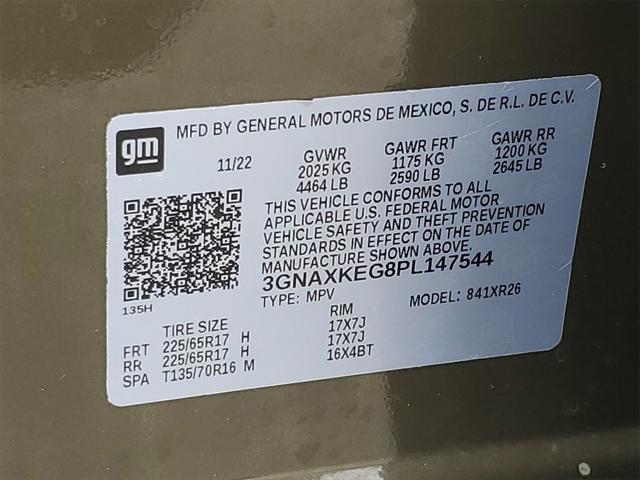 gm
MFD BY GENERAL MOTORS DE MEXICO, S. DE R.L. DE C.V.
11/22 GVWR GAWR FRT GAWR RR
2025 KG 1175 KG 1200 KG
4464 LB 2590 LB 2645 LB
THIS VEHICLE CONFORMS TO ALL
APPLICABLE U.S. FEDERAL MOTOR
VEHICLE SAFETY AND THEFT PREVENTION
STANDARDS IN EFFECT ON THE DATE OF
MANUFACTURE SHOWN ABOVE.
3GNAXKEG8PL147544
TYPE: MPV MODEL: 841XR26
135H
TIRE SIZE RIM
FRT 225/65R17 H 17X7J
RR 225/65R17 H 17X7J
SPA T135/70R16 M 16X4BT